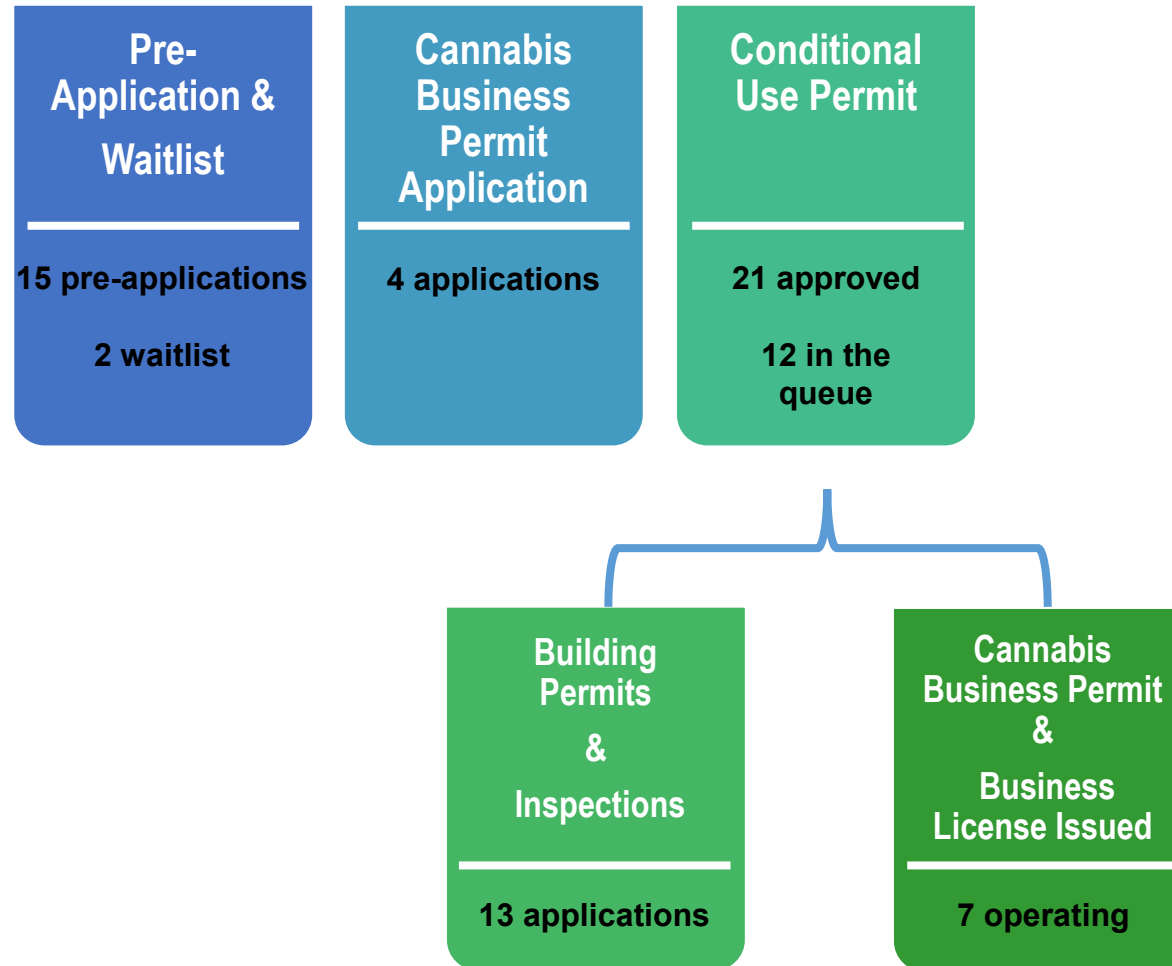 Pre-
Application &
Waitlist
15 pre-applications
2 waitlist
Cannabis
Business
Permit
Application
4 applications
Conditional
Use Permit
21 approved
12 in the
queue
Building
Permits
&
Inspections
13 applications
Cannabis
Business Permit
&
Business
License Issued
7 operating